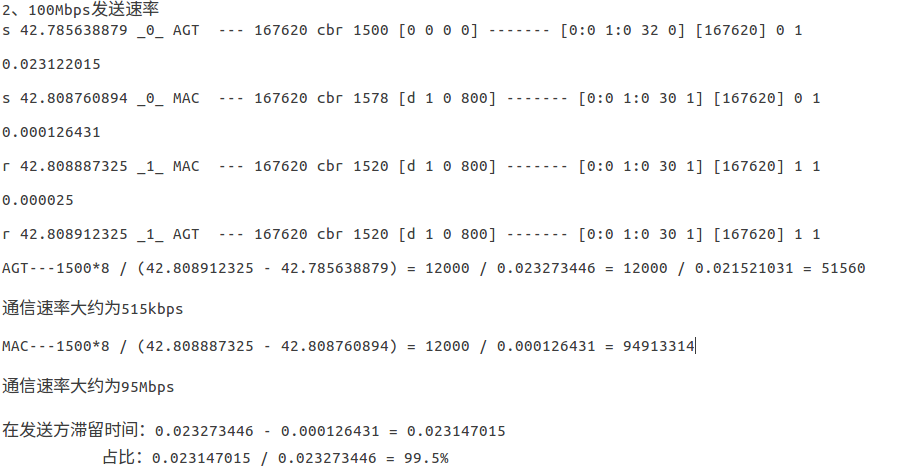 2、100Mbps发送速率
s 42.785638879 _0_ AGT  --- 167620 cbr 1500 [0 0 0 0] ------- [0:0 1:0 32 0] [167620] 0 1
0.023122015
s 42.808760894 _0_ MAC  --- 167620 cbr 1578 [d 1 0 800] ------- [0:0 1:0 30 1] [167620] 0 1
0.000126431
r 42.808887325 _1_ MAC  --- 167620 cbr 1520 [d 1 0 800] ------- [0:0 1:0 30 1] [167620] 1 1
0.000025
r 42.808912325 _1_ AGT  --- 167620 cbr 1520 [d 1 0 800] ------- [0:0 1:0 30 1] [167620] 1 1
AGT---1500*8 / (42.808912325 - 42.785638879) = 12000 / 0.023273446 = 12000 / 0.021521031 = 51560
通信速率大约为515kbps
MAC---1500*8 / (42.808887325 - 42.808760894) = 12000 / 0.000126431 = 94913314
通信速率大约为95Mbps
在发送方滞留时间：0.023273446 - 0.000126431 = 0.023147015
占比：0.023147015 / 0.023273446 = 99.5%